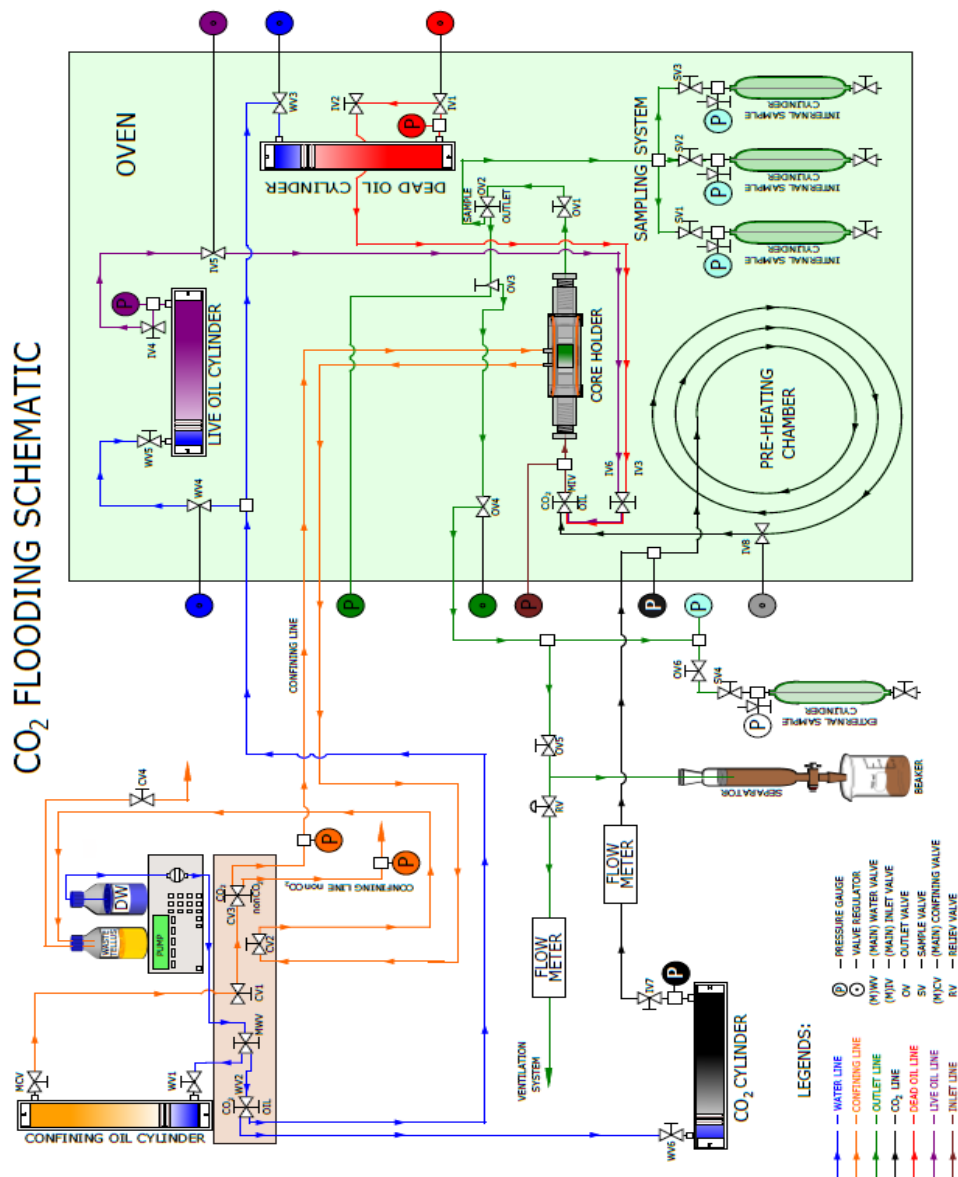 CO₂ FLOODING SCHEMATIC
OVEN
WV3
IV2
IV1
P
DEAD OIL CYLINDER
SAMPLE
OV2
OUTLET
OV1
OV3
SAMPLING SYSTEM
SV3
P
INTERNAL SAMPLE
CYLINDER
SV2
P
INTERNAL SAMPLE
CYLINDER
SV1
P
INTERNAL SAMPLE
CYLINDER
IV5
P
IV4
LIVE OIL CYLINDER
WV5
WV4
CORE HOLDER
PRE-HEATING
CHAMBER
IV6
IV3
CO₂
MIV
OIL
OV4
IV8
P
P
P
P
CONFINING LINE
OV6
SV4
P
EXTERNAL SAMPLE
CYLINDER
OV5
RV
SEPARATOR
BEAKER
FLOW
METER
FLOW
METER
VENTILATION
SYSTEM
CV4
DW
WASTE
TELLUS
PUMP
P
P
CONFINING LINE
non CO₂
CO₂
CV3
nonCO₂
CV2
CV1
MWV
MCV
WV1
WV2
CO₂
OIL
CONFINING OIL CYLINDER
WV6
IV7
P
CO₂ CYLINDER
LEGENDS:
WATER LINE
CONFINING LINE
OUTLET LINE
CO₂ LINE
DEAD OIL LINE
LIVE OIL LINE
INLET LINE
P – PRESSURE GAUGE
– VALVE REGULATOR
(M)WV – (MAIN) WATER VALVE
(M)IV – (MAIN) INLET VALVE
OV – OUTLET VALVE
SV – SAMPLE VALVE
(M)CV – (MAIN) CONFINING VALVE
RV – RELIEV VALVE